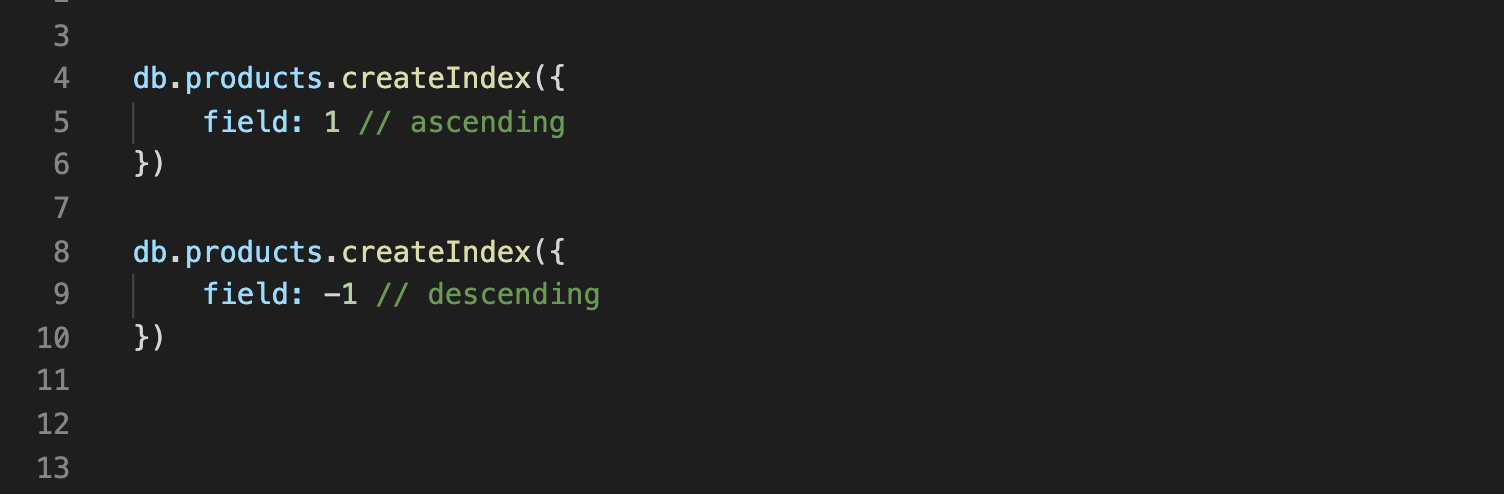 3
4 db.products.createIndex({
5 field: 1 // ascending
6 })
7
8 db.products.createIndex({
9 field: -1 // descending
10 })
11
12
13